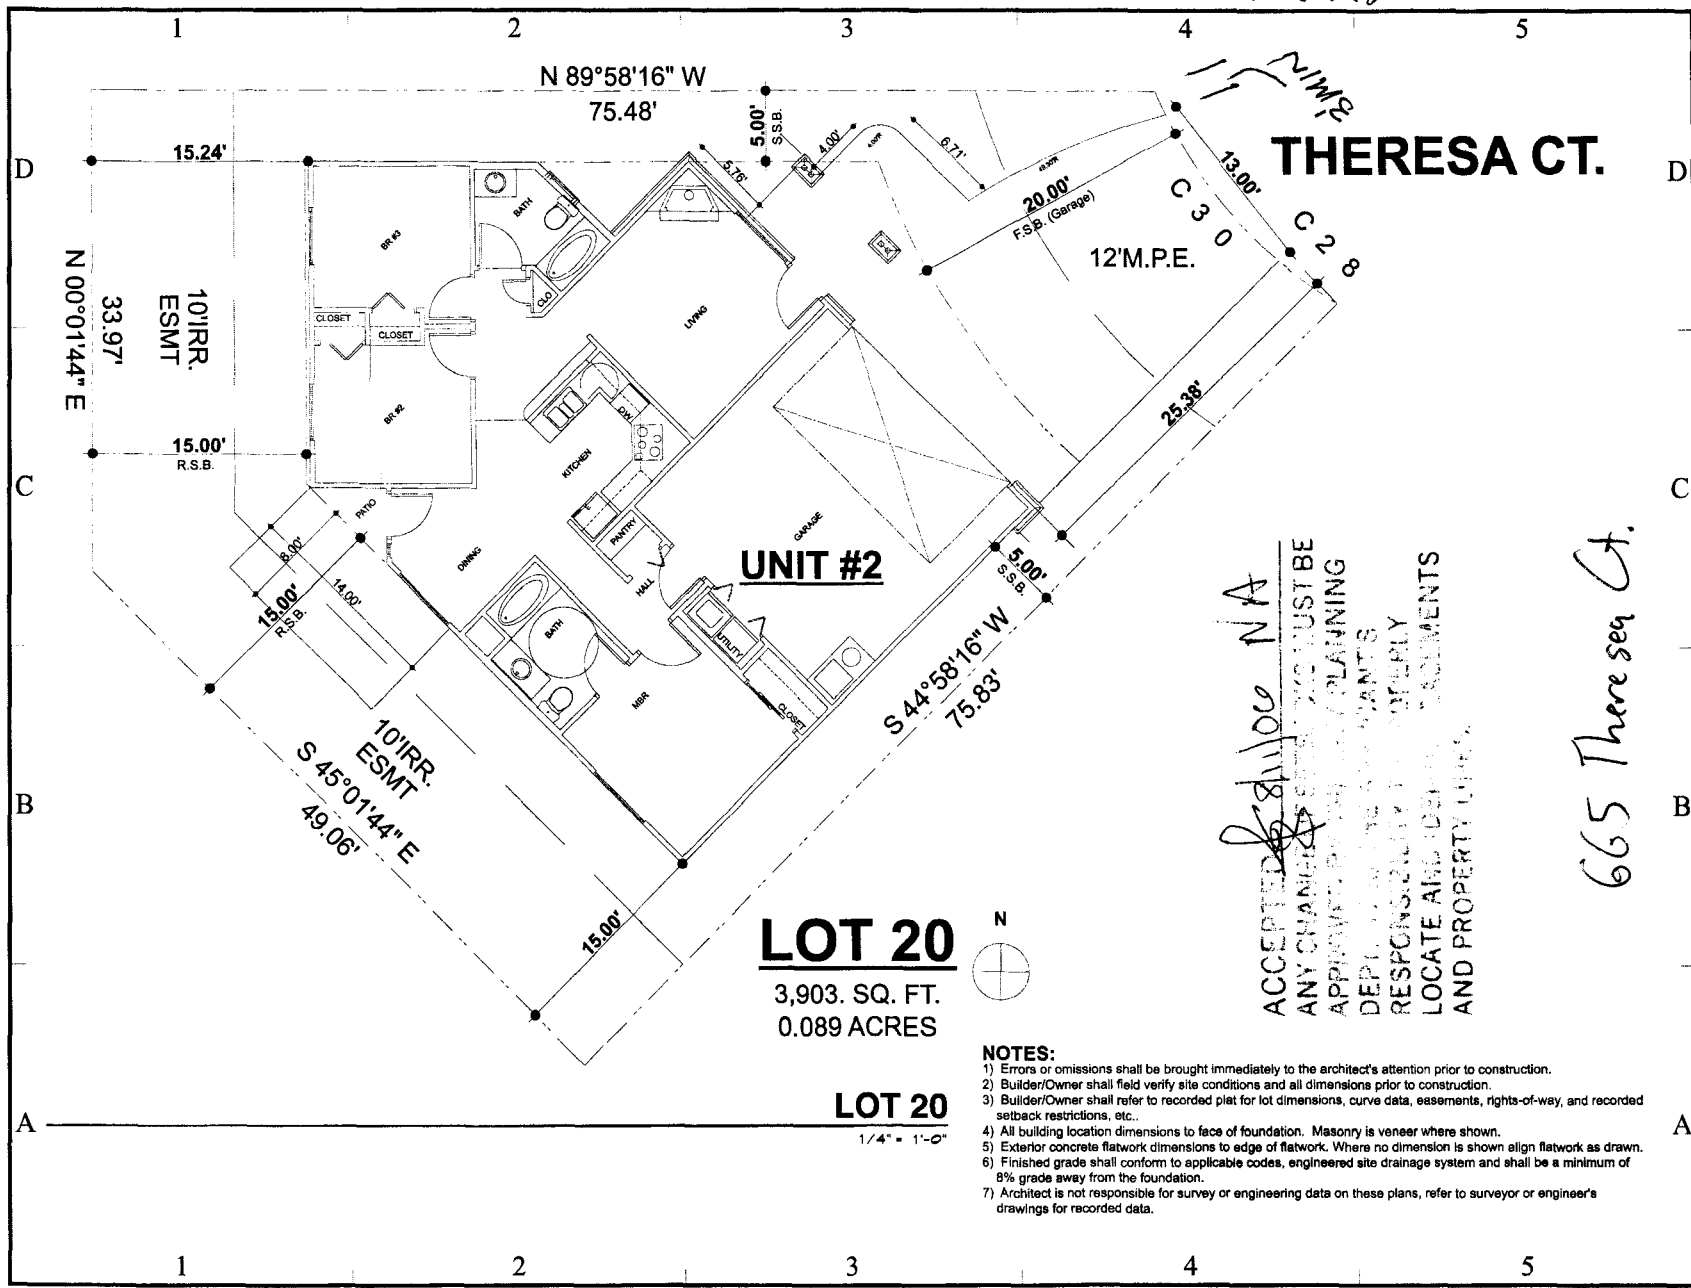 1 2 3 4 5
N 89°58'16" W
75.48'
5.00'
S.S.B.
THERESA CT.
D
D
15.24'
4.00'
4.00'R
6.71'
5.76'
13.00'
20.00'
F.S.B. (Garage)
C 30
C 28
12'M.P.E.
BATH
BR #3
CLO
LIVING
N 00°01'44" E
33.97'
10'IRR.
ESMT
CLOSET
CLOSET
BR #2
DW
KITCHEN
25.38'
15.00'
R.S.B.
C
C
PATIO
PANTRY
GARAGE
UNIT #2
DINING
HALL
8.00'
14.00'
15.00'
R.S.B.
5.00'
S.S.B.
BATH
UTILITY
MBR
CLOSET
S 44°58'16" W
75.83'
10'IRR.
ESMT
S 45°01'44" E
49.06'
B
B
15.00'
LOT 20
3,903. SQ. FT.
0.089 ACRES
N
ACCEPTED NA
ANY CHANGE MUST BE
PLANNING
RESPONSIBILITY
LOCATE
AND PROPERTY
665 Theresa Ct.
LOT 20
1/4" = 1'-0"
A
A
NOTES:
1) Errors or omissions shall be brought immediately to the architect's attention prior to construction.
2) Builder/Owner shall field verify site conditions and all dimensions prior to construction.
3) Builder/Owner shall refer to recorded plat for lot dimensions, curve data, easements, rights-of-way, and recorded
setback restrictions, etc..
4) All building location dimensions to face of foundation. Masonry is veneer where shown.
5) Exterior concrete flatwork dimensions to edge of flatwork. Where no dimension is shown align flatwork as drawn.
6) Finished grade shall conform to applicable codes, engineered site drainage system and shall be a minimum of
8% grade away from the foundation.
7) Architect is not responsible for survey or engineering data on these plans, refer to surveyor or engineer's
drawings for recorded data.
1 2 3 4 5